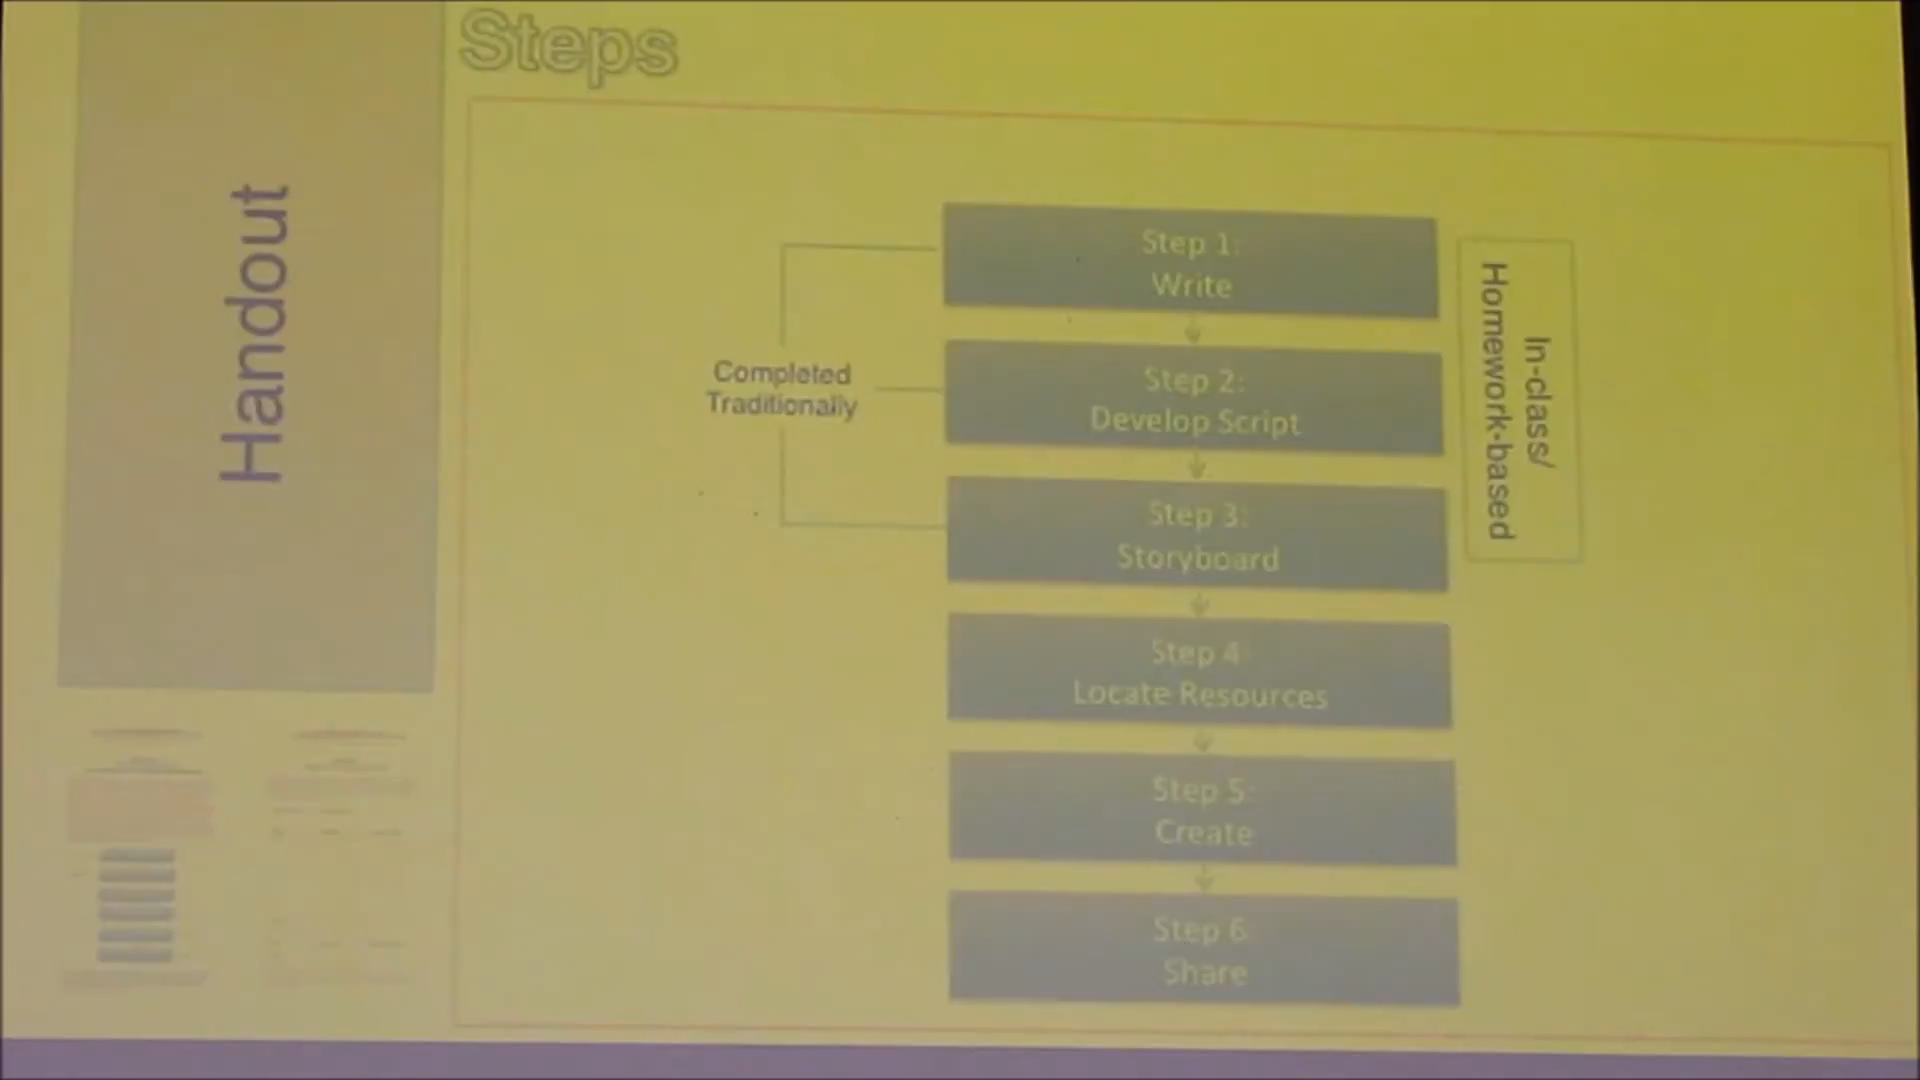 Steps
Handout
Step 1:
Write
Completed
Traditionally
Step 2:
Develop Script
Step 3:
Storyboard
In-class/
Homework-based
Step 4:
Locate Resources
Step 5:
Create
Step 6:
Share